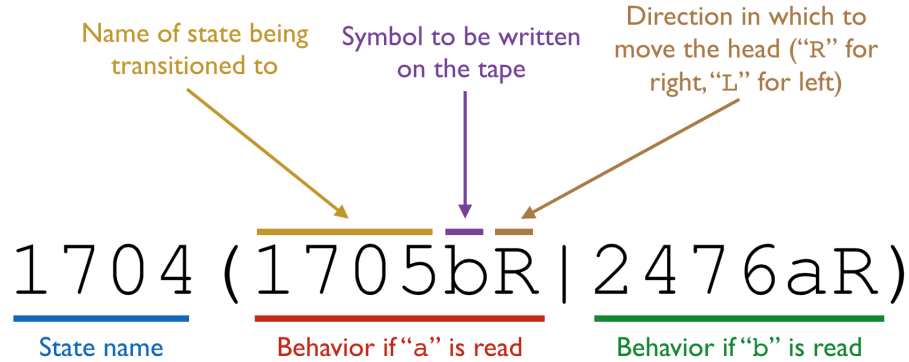 Name of state being
transitioned to
Symbol to be written
on the tape
Direction in which to
move the head (“R” for
right, “L” for left)
1704(1705bR|2476aR)
State name
Behavior if “a” is read
Behavior if “b” is read